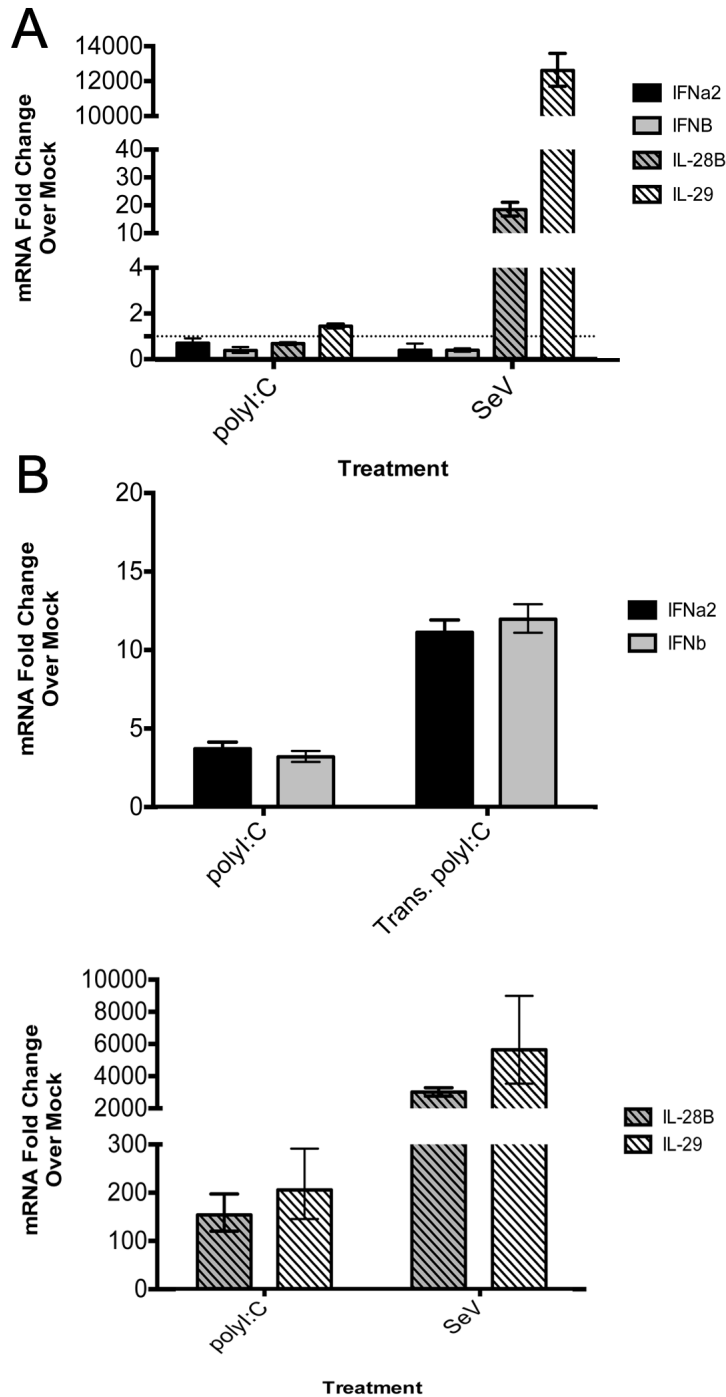 A
mRNA Fold Change
Over Mock
14000
12000
10000
40
30
20
10
4
2
0
polyI:C
SeV
Treatment
IFNa2
IFNB
IL-28B
IL-29
B
mRNA Fold Change
Over Mock
20
15
10
5
0
polyI:C
Trans. polyI:C
IFNa2
IFNb
mRNA Fold Change
Over Mock
10000
8000
6000
4000
2000
300
200
100
0
polyI:C
SeV
Treatment
IL-28B
IL-29